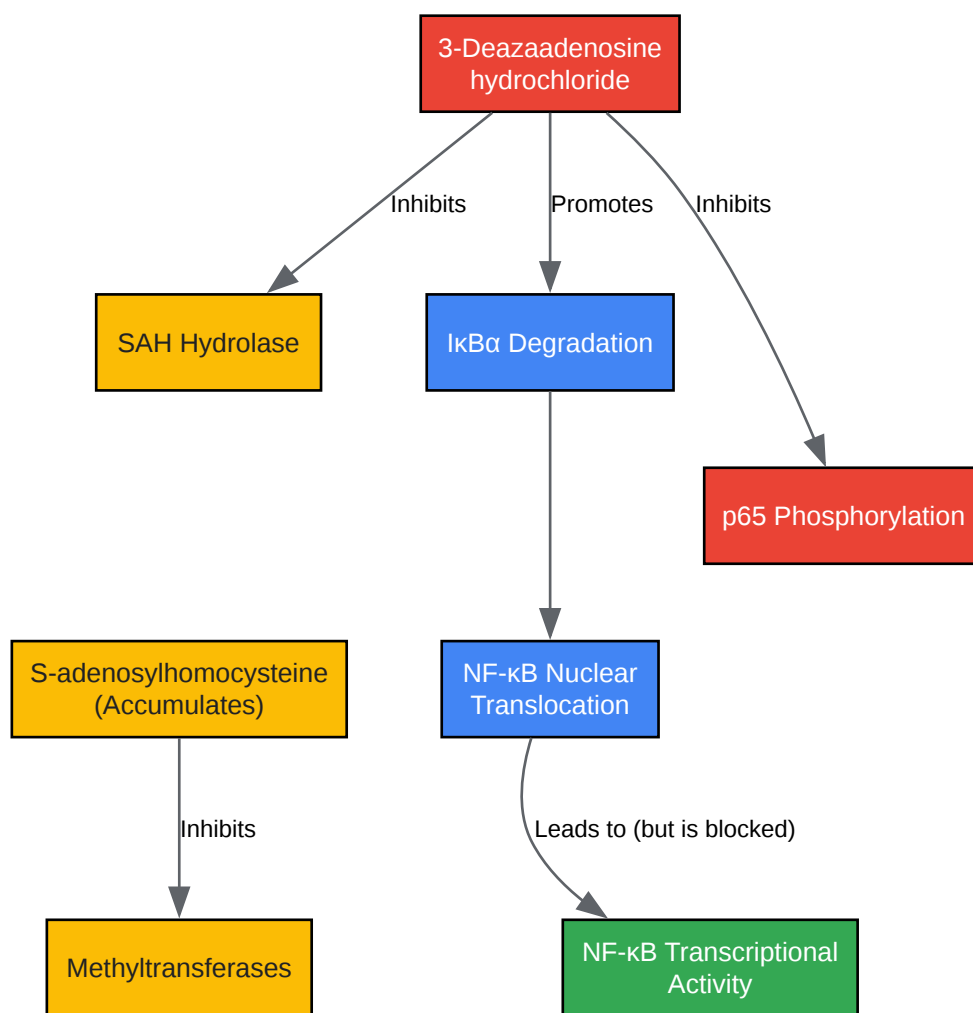 3-Deazaadenosine
hydrochloride
Inhibits
Promotes
Inhibits
SAH Hydrolase
IκBα Degradation
p65 Phosphorylation
S-adenosylhomocysteine
(Accumulates)
NF-κB Nuclear
Translocation
Inhibits
Leads to (but is blocked)
Methyltransferases
NF-κB Transcriptional
Activity